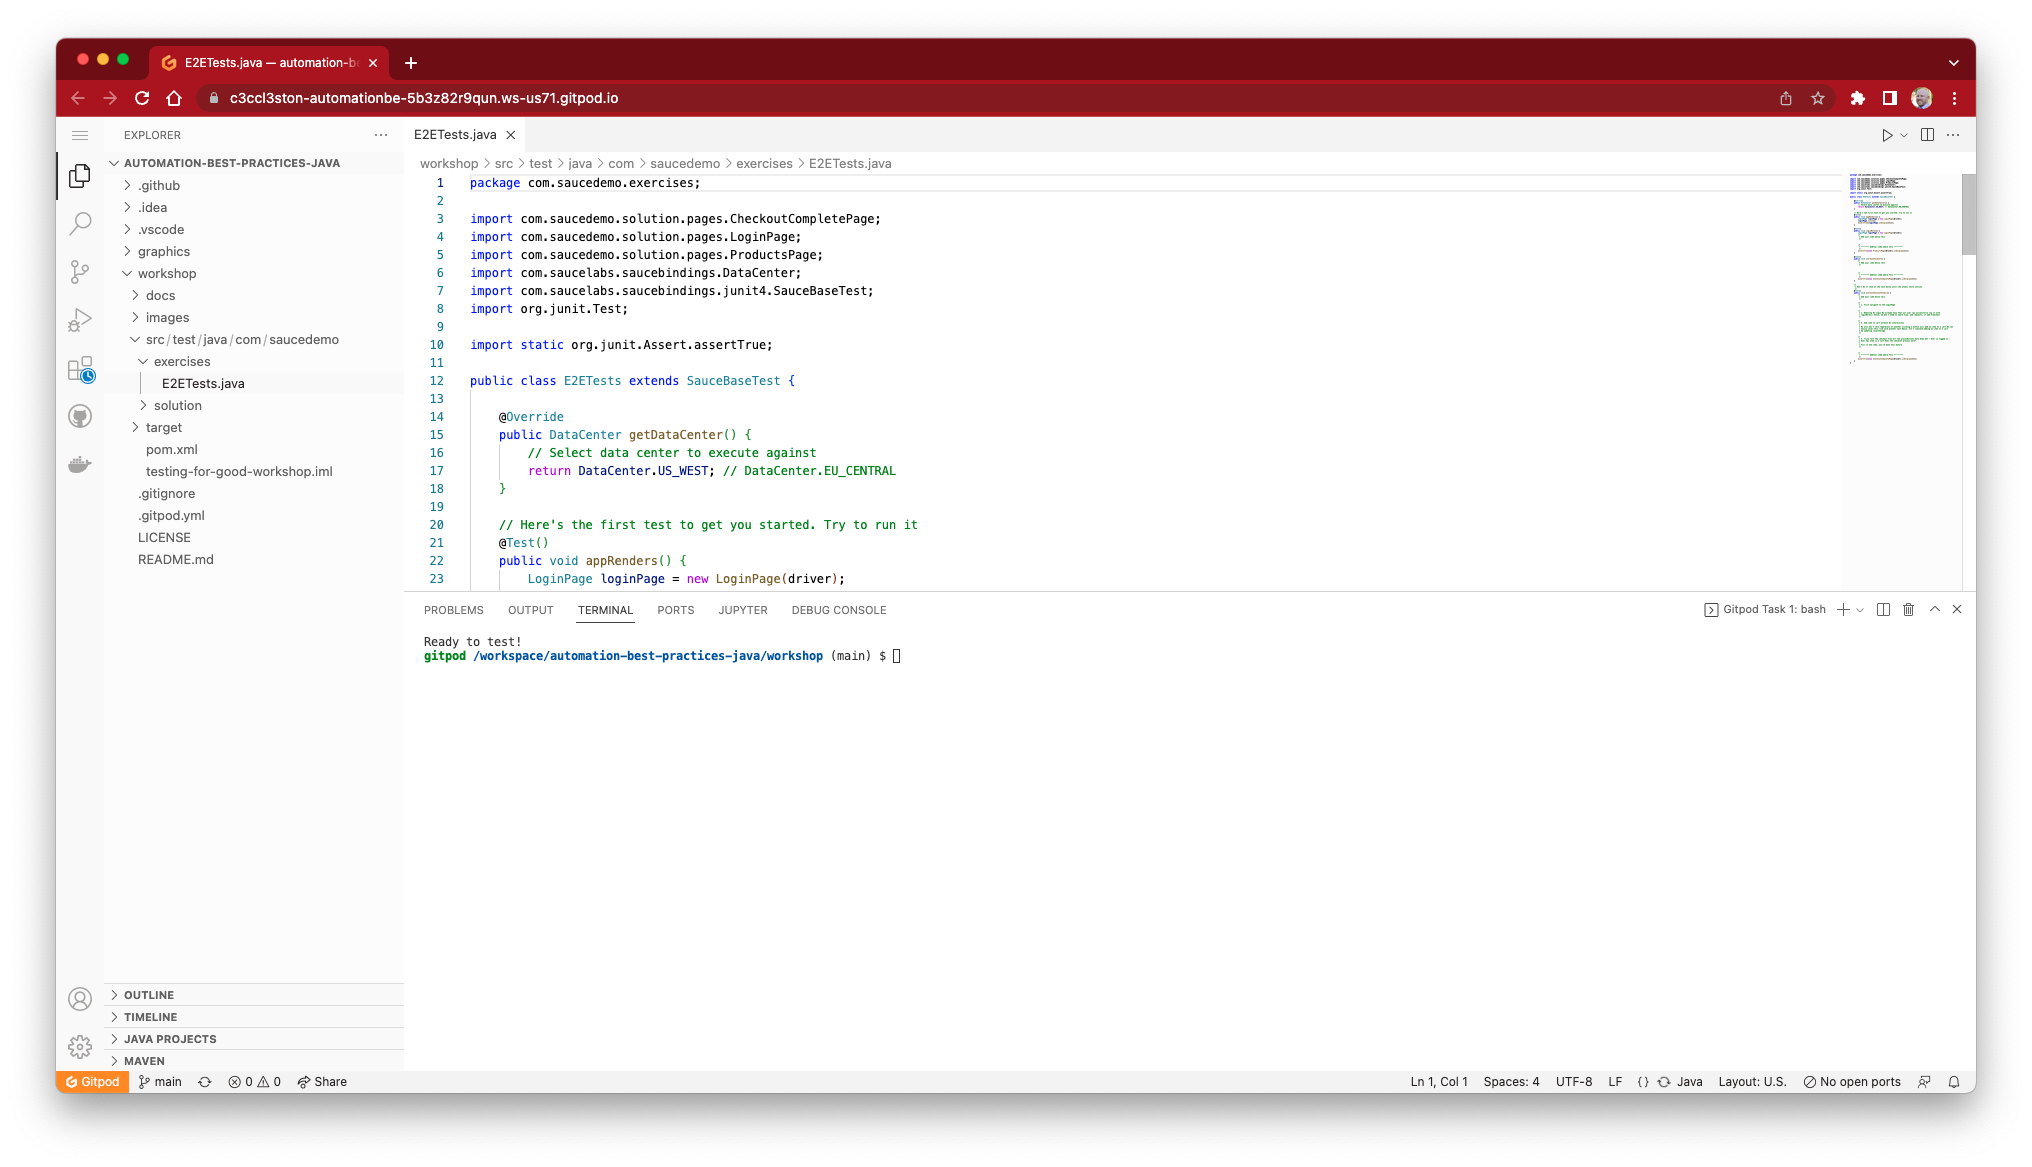 E2ETests.java — automation-be
c3ccl3ston-automationbe-5b3z82r9qun.ws-us71.gitpod.io
EXPLORER
AUTOMATION-BEST-PRACTICES-JAVA
.github
.idea
.vscode
graphics
workshop
docs
images
src/test/java/com/saucedemo
exercises
E2ETests.java
solution
target
pom.xml
testing-for-good-workshop.iml
.gitignore
.gitpod.yml
LICENSE
README.md
OUTLINE
TIMELINE
JAVA PROJECTS
MAVEN
E2ETests.java
workshop > src > test > java > com > saucedemo > exercises > E2ETests.java
1 package com.saucedemo.exercises;
2
3 import com.saucedemo.solution.pages.CheckoutCompletePage;
4 import com.saucedemo.solution.pages.LoginPage;
5 import com.saucedemo.solution.pages.ProductsPage;
6 import com.saucelabs.saucebindings.DataCenter;
7 import com.saucelabs.saucebindings.junit4.SauceBaseTest;
8 import org.junit.Test;
9
10 import static org.junit.Assert.assertTrue;
11
12 public class E2ETests extends SauceBaseTest {
13
14 @Override
15 public DataCenter getDataCenter() {
16 // Select data center to execute against
17 return DataCenter.US_WEST; // DataCenter.EU_CENTRAL
18 }
19
20 // Here's the first test to get you started. Try to run it
21 @Test()
22 public void appRenders() {
23 LoginPage loginPage = new LoginPage(driver);
PROBLEMS OUTPUT TERMINAL PORTS JUPYTER DEBUG CONSOLE
Gitpod Task 1: bash
Ready to test!
gitpod /workspace/automation-best-practices-java/workshop (main) $
Gitpod main 0 0 Share
Ln 1, Col 1 Spaces: 4 UTF-8 LF {} Java Layout: U.S. No open ports